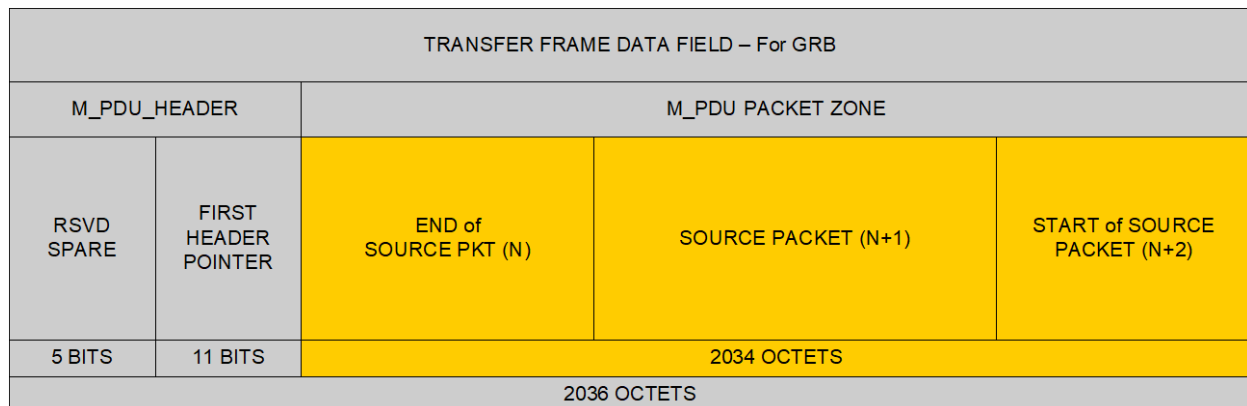 TRANSFER FRAME DATA FIELD – For GRB
M_PDU_HEADER
M_PDU PACKET ZONE
RSVD
SPARE
FIRST
HEADER
POINTER
END of
SOURCE PKT (N)
SOURCE PACKET (N+1)
START of SOURCE
PACKET (N+2)
5 BITS
11 BITS
2034 OCTETS
2036 OCTETS